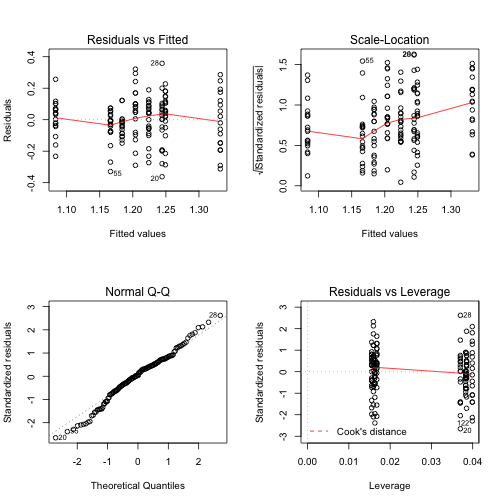 Residuals vs Fitted
Residuals
-0.4 -0.2 0.0 0.2 0.4
28
55
20
1.10 1.15 1.20 1.25 1.30
Fitted values
Scale-Location
√|Standardized residuals|
0.0 0.5 1.0 1.5
28
55
1.10 1.15 1.20 1.25 1.30
Fitted values
Normal Q-Q
Standardized residuals
-2 -1 0 1 2 3
28
20
-2 -1 0 1 2
Theoretical Quantiles
Residuals vs Leverage
Standardized residuals
-3 -2 -1 0 1 2 3
28
122
20
Cook's distance
0.00 0.01 0.02 0.03 0.04
Leverage